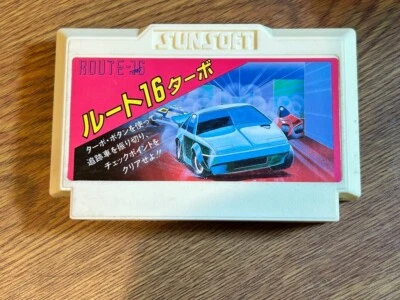 SUNSOFT
ROUTE-16
ルート16ターボ
ターボ・ボタンを使って
追跡車を振り切り、
チェックポイントを
クリアせよ!!